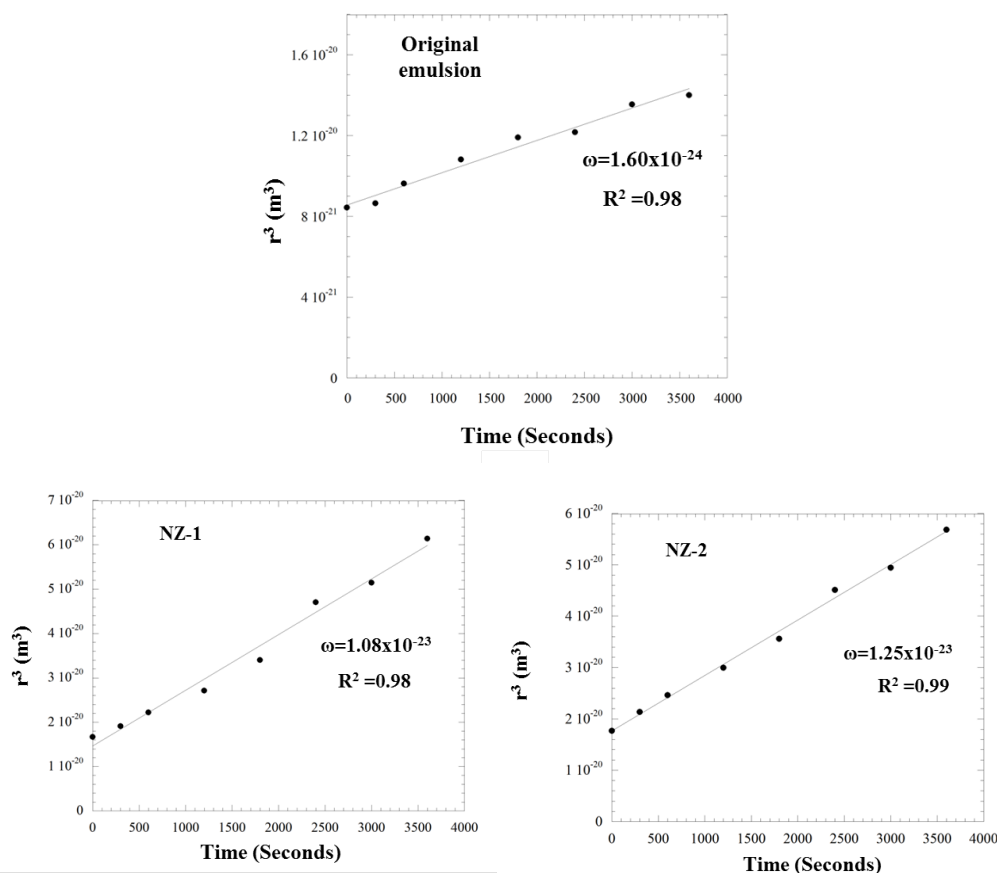 Original
emulsion
1.6 10⁻²⁰
1.2 10⁻²⁰
8 10⁻²¹
4 10⁻²¹
0
r³ (m³)
ω=1.60x10⁻²⁴
R² =0.98
0 500 1000 1500 2000 2500 3000 3500 4000
Time (Seconds)
NZ-1
7 10⁻²⁰
6 10⁻²⁰
5 10⁻²⁰
4 10⁻²⁰
3 10⁻²⁰
2 10⁻²⁰
1 10⁻²⁰
0
r³ (m³)
ω=1.08x10⁻²³
R² =0.98
0 500 1000 1500 2000 2500 3000 3500 4000
Time (Seconds)
NZ-2
6 10⁻²⁰
5 10⁻²⁰
4 10⁻²⁰
3 10⁻²⁰
2 10⁻²⁰
1 10⁻²⁰
0
r³ (m³)
ω=1.25x10⁻²³
R² =0.99
0 500 1000 1500 2000 2500 3000 3500 4000
Time (Seconds)